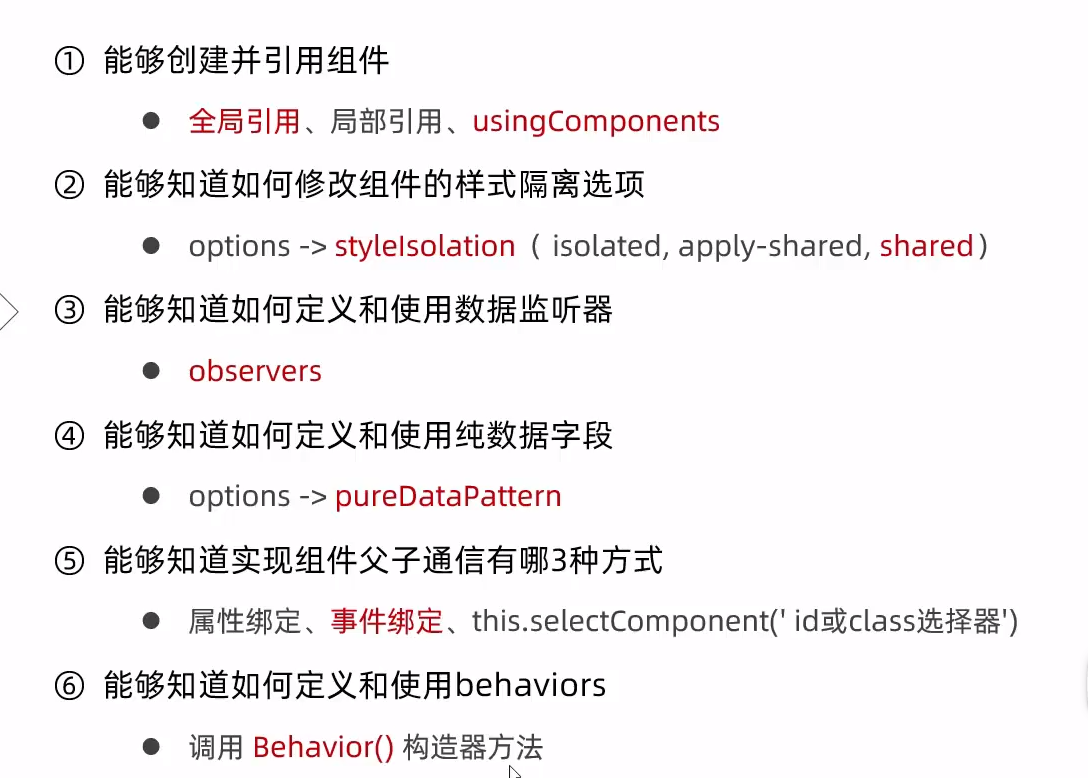 ① 能够创建并引用组件
● 全局引用、局部引用、usingComponents
② 能够知道如何修改组件的样式隔离选项
● options -> styleIsolation（ isolated, apply-shared, shared）
③ 能够知道如何定义和使用数据监听器
● observers
④ 能够知道如何定义和使用纯数据字段
● options -> pureDataPattern
⑤ 能够知道实现组件父子通信有哪3种方式
● 属性绑定、事件绑定、this.selectComponent(' id或class选择器')
⑥ 能够知道如何定义和使用behaviors
● 调用 Behavior() 构造器方法